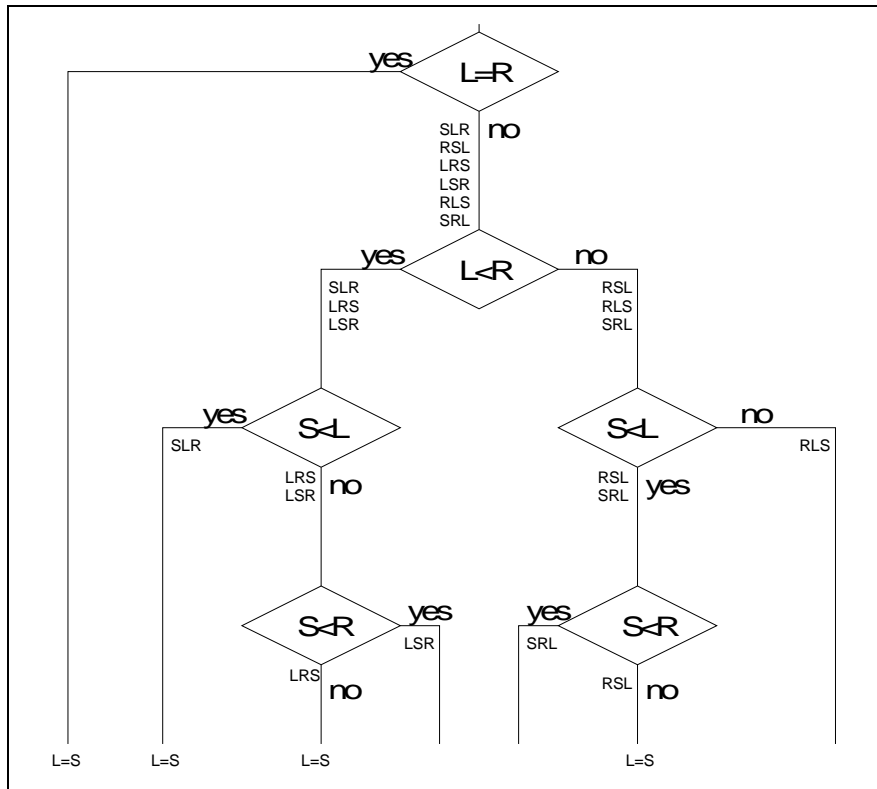 yes
L=R
no
SLR
RSL
LRS
LSR
RLS
SRL
yes
L<R
no
SLR
LRS
LSR
RSL
RLS
SRL
yes
S<L
SLR
LRS
LSR
no
S<L
no
RLS
RSL
SRL
yes
S<R
yes
LSR
LRS
no
yes
S<R
SRL
RSL
no
L=S
L=S
L=S
L=S